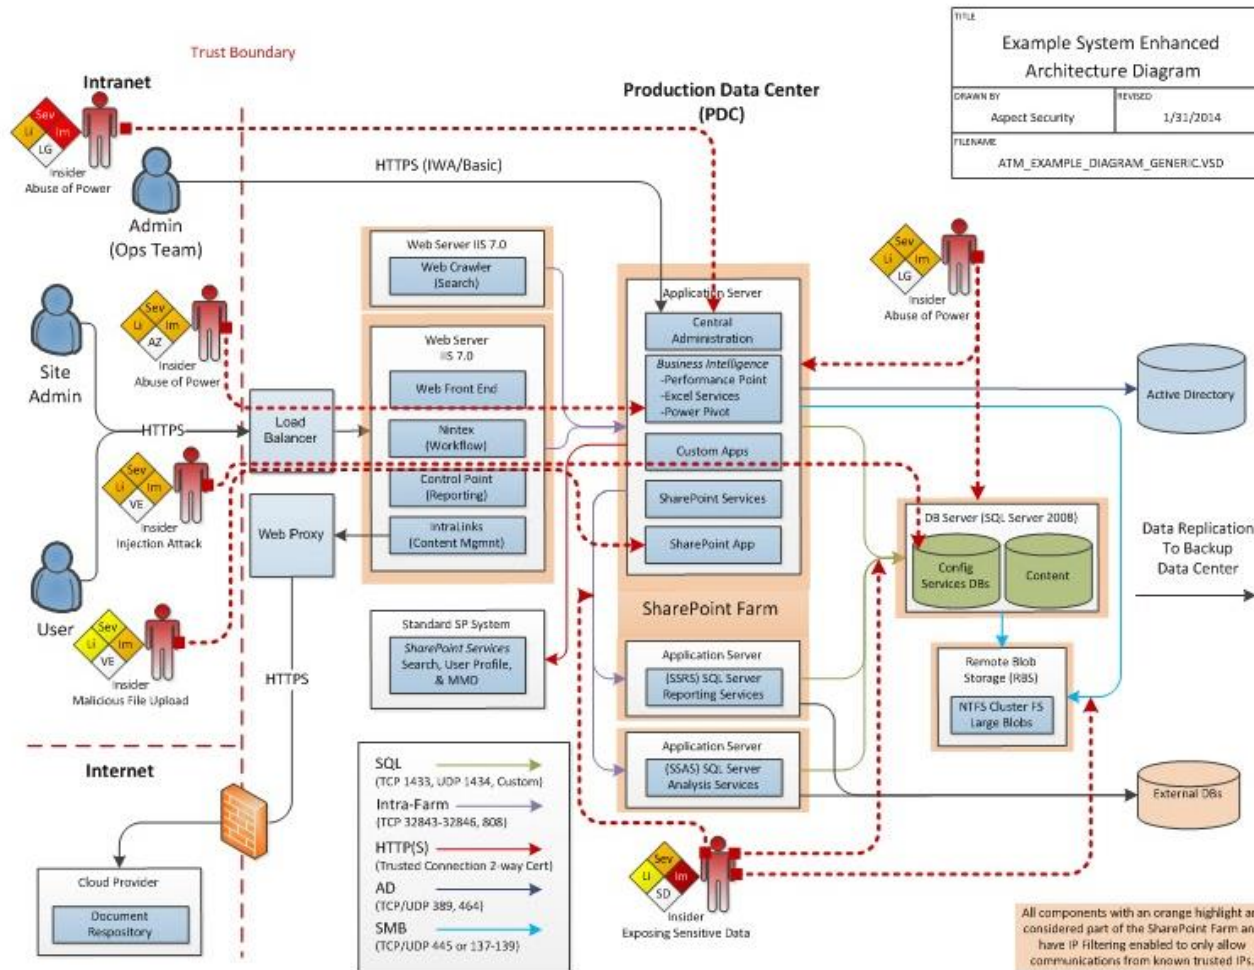 TITLE
Example System Enhanced
Architecture Diagram
DRAWN BY
Aspect Security
REVISED
1/31/2014
FILENAME
ATM_EXAMPLE_DIAGRAM_GENERIC.VSD
Trust Boundary
Intranet
Production Data Center
(PDC)
Sev
Li
Im
LG
Insider
Abuse of Power
HTTPS (IWA/Basic)
Admin
(Ops Team)
Web Server IIS 7.0
Web Crawler
(Search)
Sev
Li
Im
LG
Insider
Abuse of Power
Application Server
Central
Administration
Business Intelligence
-Performance Point
-Excel Services
-Power Pivot
Custom Apps
SharePoint Services
SharePoint App
Site
Admin
Sev
Li
Im
AZ
Insider
Abuse of Power
Web Server
IIS 7.0
Web Front End
Nintex
(Workflow)
Control Point
(Reporting)
IntraLinks
(Content Mgmnt)
Active Directory
HTTPS
Load
Balancer
Sev
Li
Im
VE
Insider
Injection Attack
Web Proxy
DB Server (SQL Server 2008)
Config
Services DBs
Content
Data Replication
To Backup
Data Center
User
Sev
Li
Im
VE
Insider
Malicious File Upload
HTTPS
SharePoint Farm
Standard SP System
SharePoint Services
Search, User Profile,
& MMD
Application Server
(SSRS) SQL Server
Reporting Services
Remote Blob
Storage (RBS)
NTFS Cluster FS
Large Blobs
Application Server
(SSAS) SQL Server
Analysis Services
External DBs
Internet
SQL
(TCP 1433, UDP 1434, Custom)
Intra-Farm
(TCP 32843-32846, 808)
HTTP(S)
(Trusted Connection 2-way Cert)
AD
(TCP/UDP 389, 464)
SMB
(TCP/UDP 445 or 137-139)
Cloud Provider
Document
Respository
Sev
Li
Im
SD
Insider
Exposing Sensitive Data
All components with an orange highlight ar
considered part of the SharePoint Farm an
have IP Filtering enabled to only allow
communications from known trusted IPs.